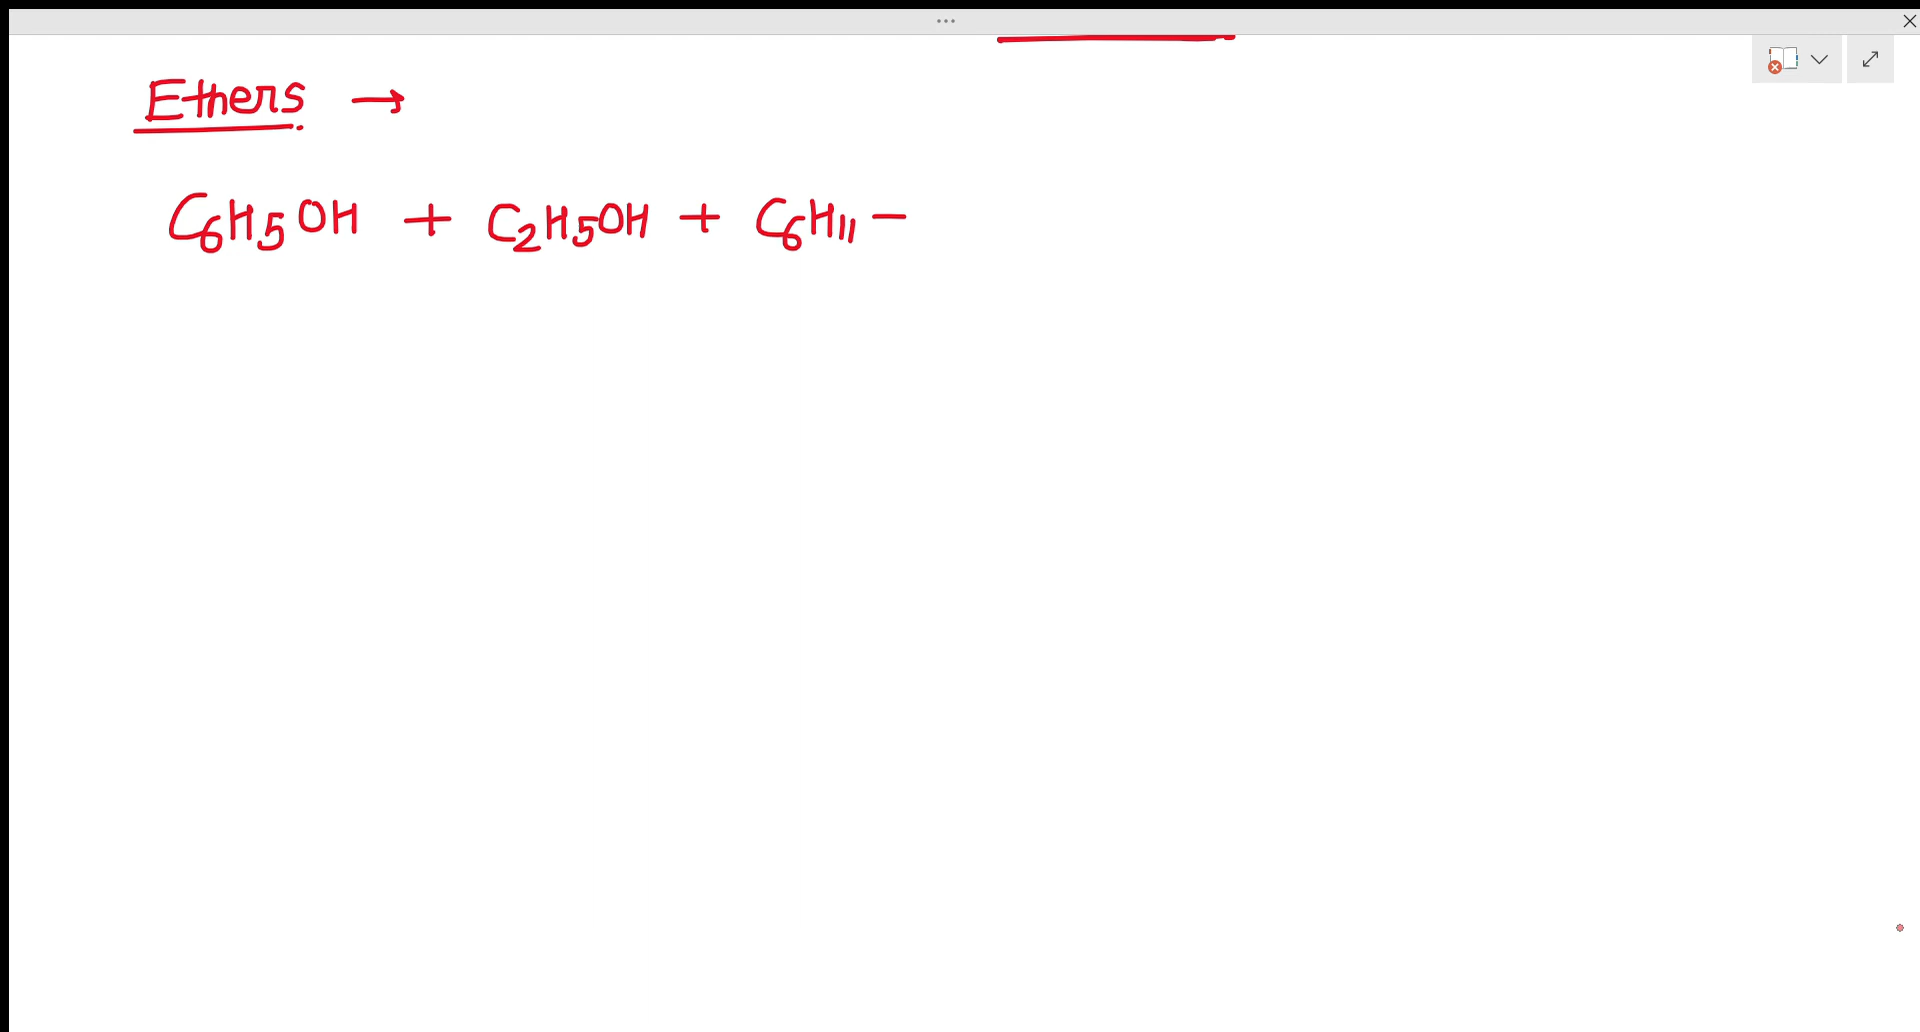 Ethers →
C₆H₅OH + C₂H₅OH + C₆H₁₁ −